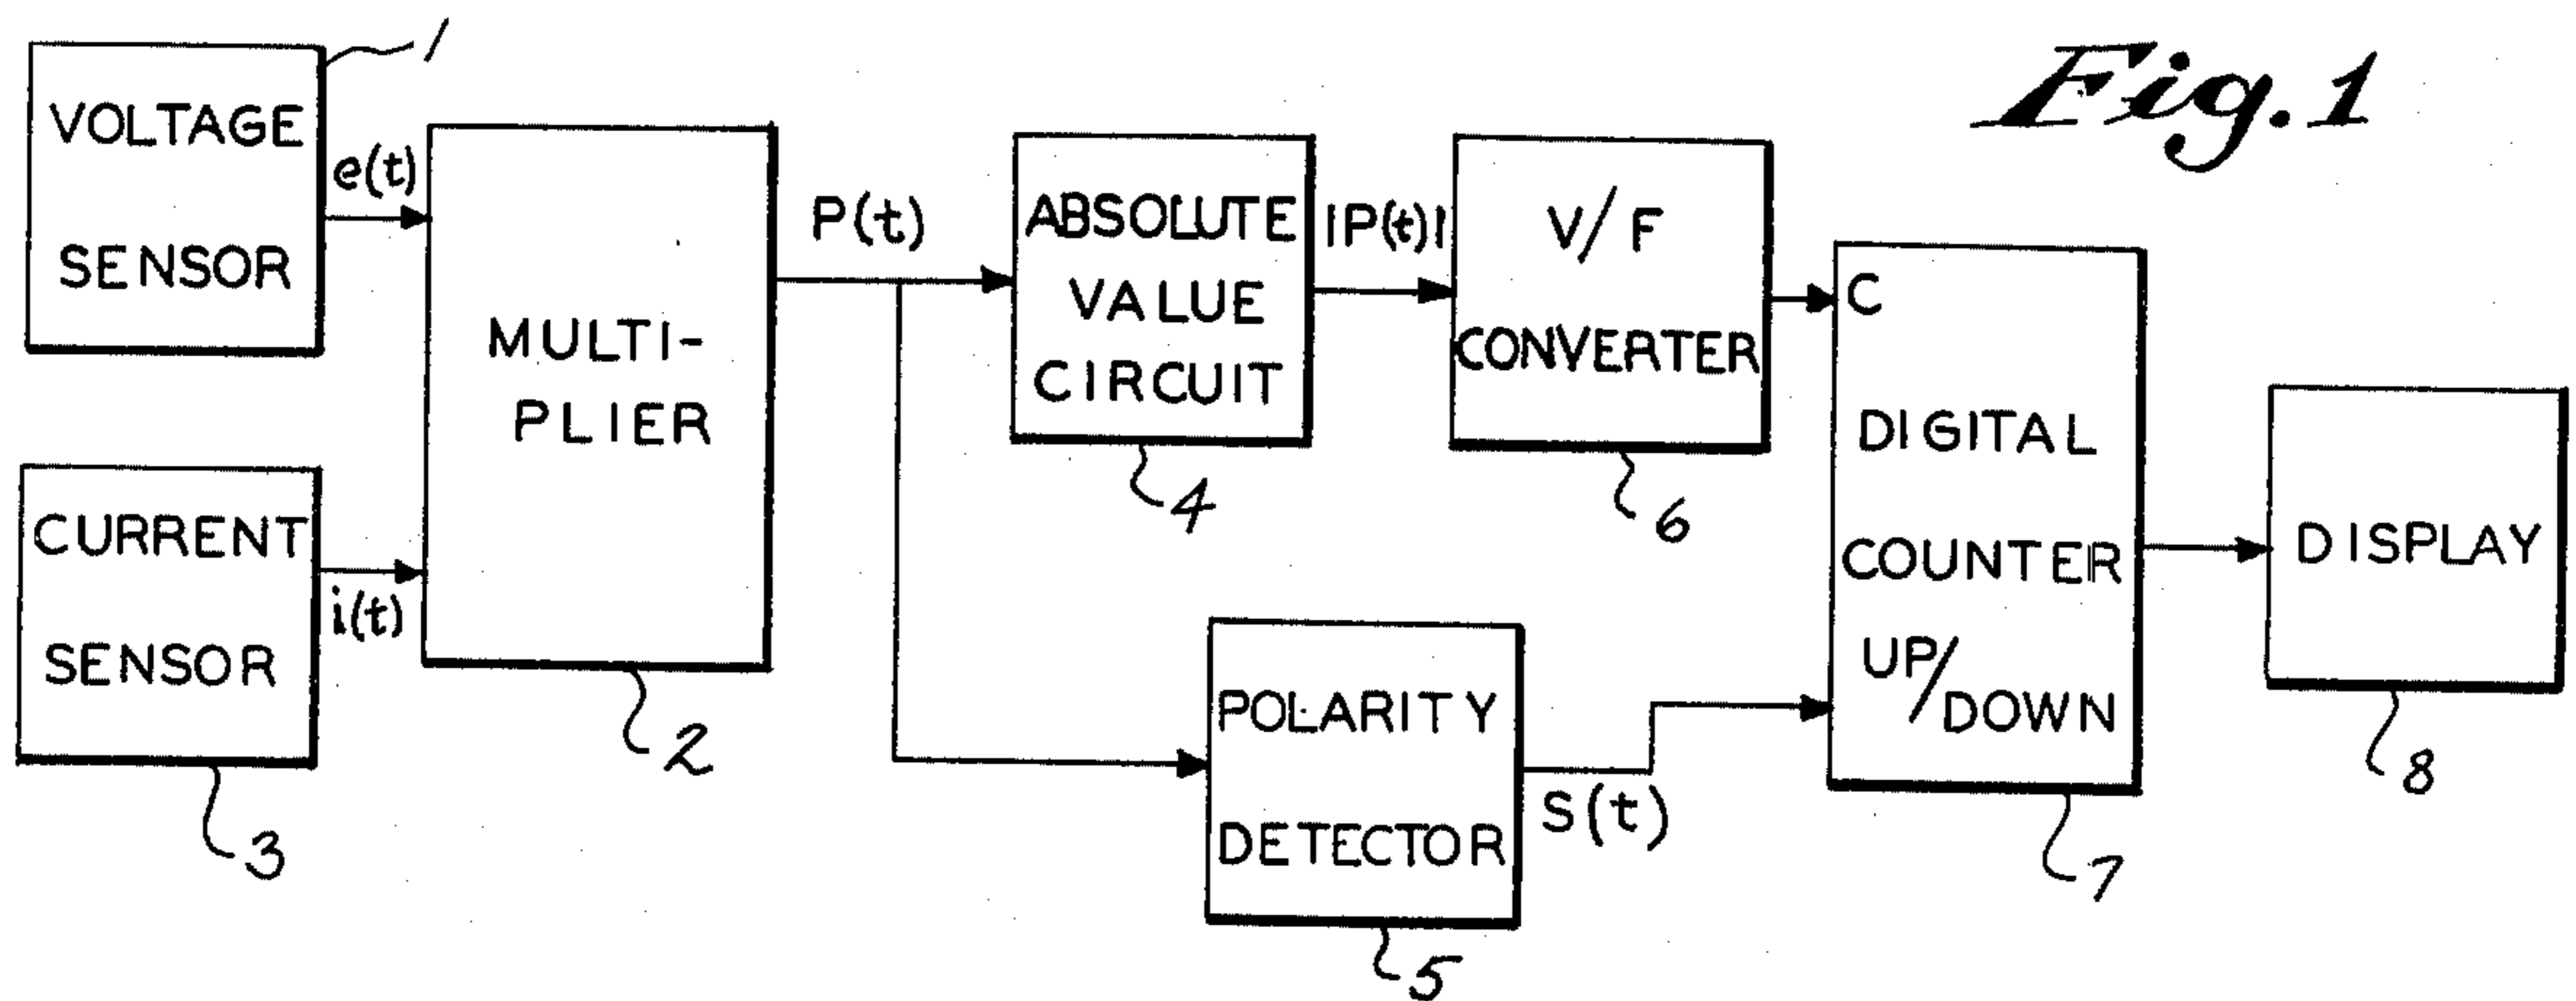 Fig. 1
1
VOLTAGE
SENSOR
e(t)
CURRENT
SENSOR
i(t)
3
MULTI-
PLIER
2
P(t)
ABSOLUTE
VALUE
CIRCUIT
4
|P(t)|
V/F
CONVERTER
6
POLARITY
DETECTOR
5
S(t)
C
DIGITAL
COUNTER
UP/DOWN
7
DISPLAY
8